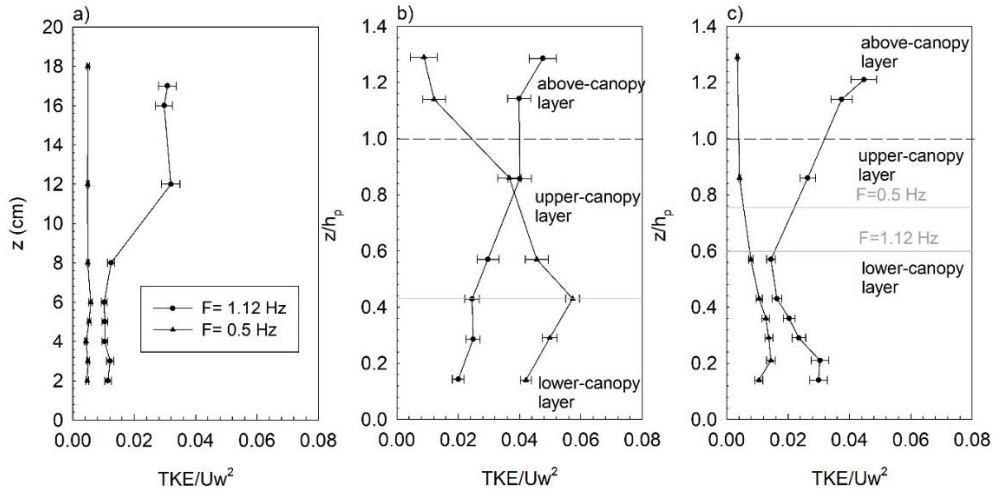 a)
20
18
16
14
12
10
8
6
4
2
0
z (cm)
F= 1.12 Hz
F= 0.5 Hz
0.00 0.02 0.04 0.06 0.08
TKE/Uw²
b)
1.4
1.2
1.0
0.8
0.6
0.4
0.2
0.0
z/hₚ
above-canopy
layer
upper-canopy
layer
lower-canopy
layer
0.00 0.02 0.04 0.06 0.08
TKE/Uw²
c)
1.4
1.2
1.0
0.8
0.6
0.4
0.2
0.0
z/hₚ
above-canopy
layer
upper-canopy
layer
F=0.5 Hz
F=1.12 Hz
lower-canopy
layer
0.00 0.02 0.04 0.06 0.08
TKE/Uw²